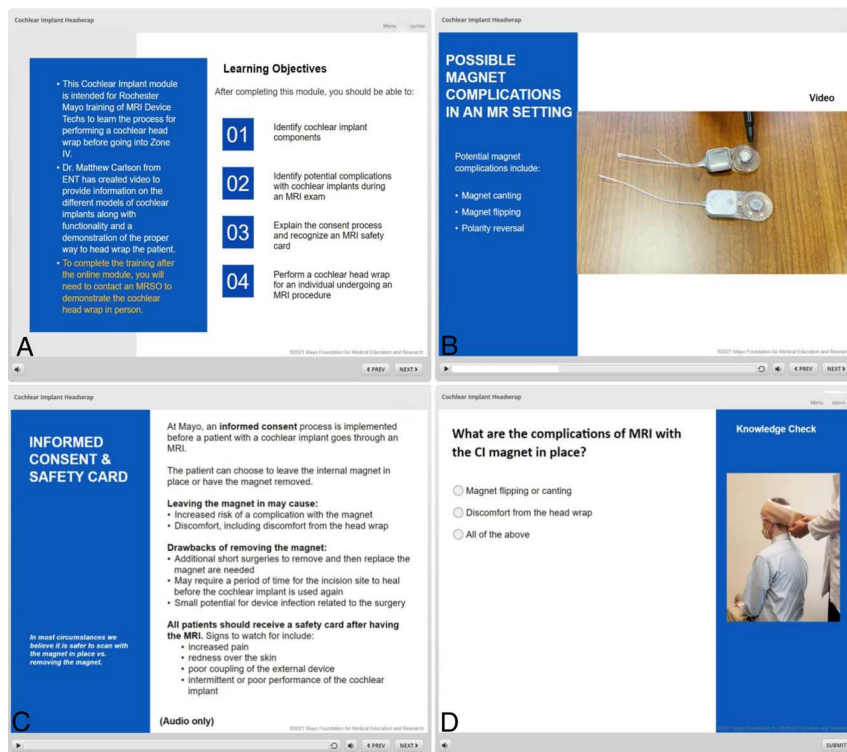 Cochlear Implant Headwrap
Menu
• This Cochlear Implant module
is intended for Rochester
Mayo training of MRI Device
Techs to learn the process for
performing a cochlear head
wrap before going into Zone
IV.
• Dr. Matthew Carlson from
ENT has created video to
provide information on the
different models of cochlear
implants along with
functionality and a
demonstration of the proper
way to head wrap the patient.
• To complete the training after
the online module, you will
need to contact an MRSO to
demonstrate the cochlear
head wrap in person.
Learning Objectives
After completing this module, you should be able to:
01
Identify cochlear implant
components
02
Identify potential complications
with cochlear implants during
an MRI exam
03
Explain the consent process
and recognize an MRI safety
card
04
Perform a cochlear head wrap
for an individual undergoing an
MRI procedure
©2021 Mayo Foundation for Medical Education and Research
< PREV
NEXT >
A
Cochlear Implant Headwrap
POSSIBLE
MAGNET
COMPLICATIONS
IN AN MR SETTING
Potential magnet
complications include:
• Magnet canting
• Magnet flipping
• Polarity reversal
Video
©2021 Mayo Foundation for Medical Education and Research
< PREV
NEXT >
B
Cochlear Implant Headwrap
INFORMED
CONSENT &
SAFETY CARD
In most circumstances we
believe it is safer to scan with
the magnet in place vs.
removing the magnet.
At Mayo, an informed consent process is implemented
before a patient with a cochlear implant goes through an
MRI.
The patient can choose to leave the internal magnet in
place or have the magnet removed.
Leaving the magnet in may cause:
• Increased risk of a complication with the magnet
• Discomfort, including discomfort from the head wrap
Drawbacks of removing the magnet:
• Additional short surgeries to remove and then replace the
magnet are needed
• May require a period of time for the incision site to heal
before the cochlear implant is used again
• Small potential for device infection related to the surgery
All patients should receive a safety card after having
the MRI. Signs to watch for include:
• increased pain
• redness over the skin
• poor coupling of the external device
• intermittent or poor performance of the cochlear
implant
(Audio only)
©2021 Mayo Foundation for Medical Education and Research
< PREV
NEXT >
C
Cochlear Implant Headwrap
Menu
What are the complications of MRI with
the CI magnet in place?
Magnet flipping or canting
Discomfort from the head wrap
All of the above
Knowledge Check
©2021 Mayo Foundation for Medical Education and Research
SUBMIT
D